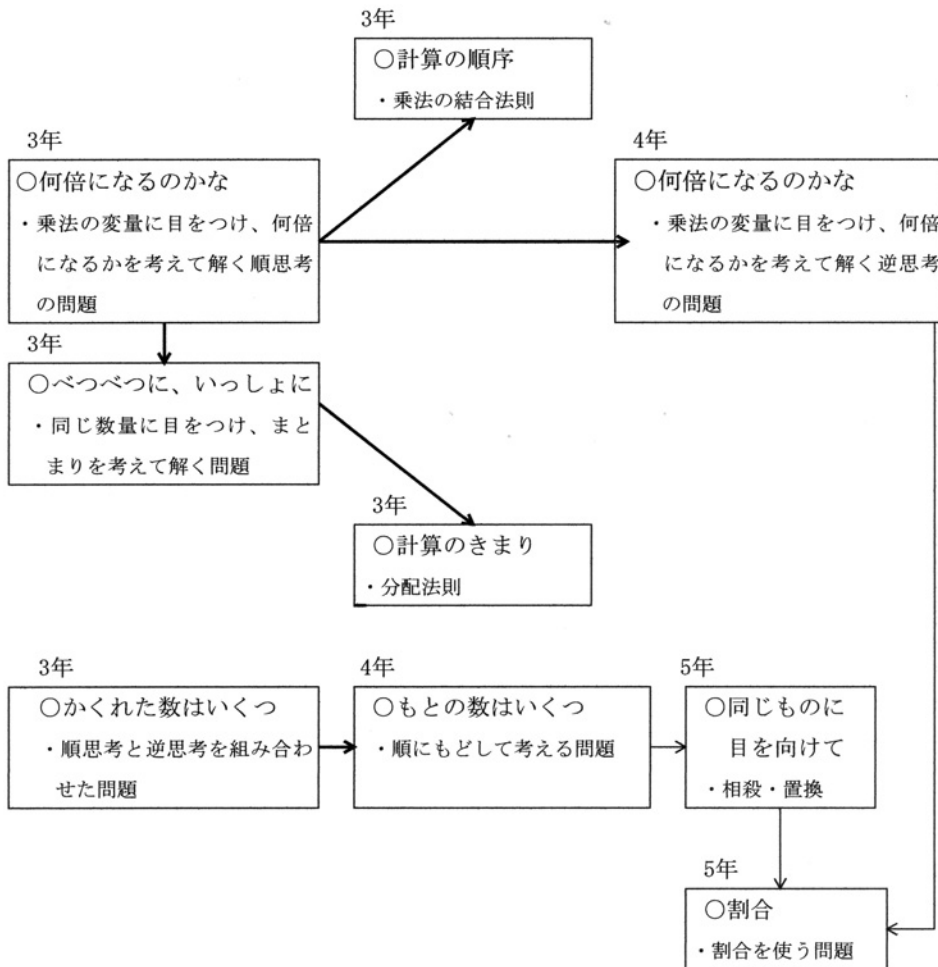 3年
○計算の順序
・乗法の結合法則
3年
○何倍になるのかな
・乗法の変量に目をつけ、何倍
になるかを考えて解く順思考
の問題
4年
○何倍になるのかな
・乗法の変量に目をつけ、何倍
になるかを考えて解く逆思考
の問題
3年
○べつべつに、いっしょに
・同じ数量に目をつけ、まと
まりを考えて解く問題
3年
○計算のきまり
・分配法則
3年
○かくれた数はいくつ
・順思考と逆思考を組み合わ
せた問題
4年
○もとの数はいくつ
・順にもどして考える問題
5年
○同じものに
目を向けて
・相殺・置換
5年
○割合
・割合を使う問題